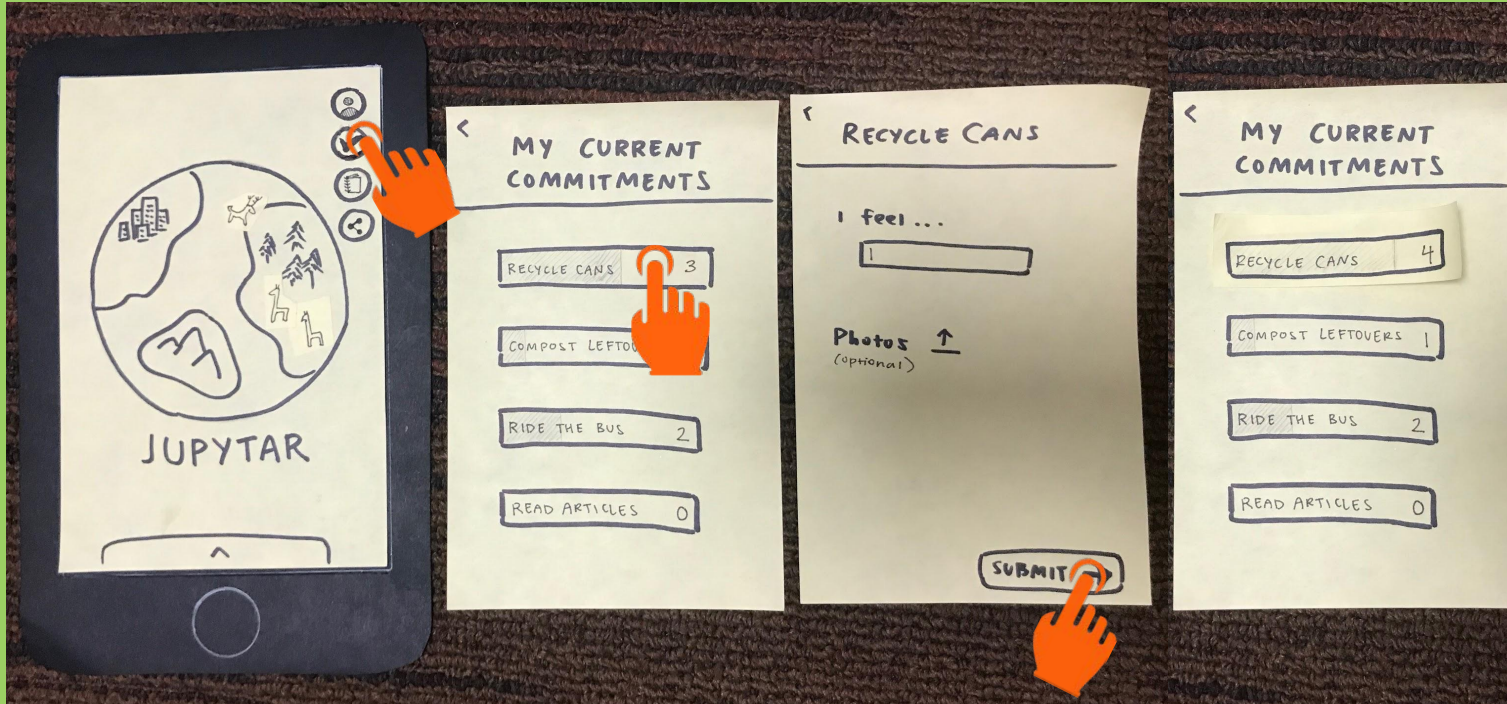 JUPYTAR
^
<
MY CURRENT
COMMITMENTS
RECYCLE CANS 3
COMPOST
RIDE THE BUS 2
READ ARTICLES 0
<
RECYCLE CANS
I feel ...
Photos ↑
(optional)
SUBMIT →
<
MY CURRENT
COMMITMENTS
RECYCLE CANS 4
COMPOST LEFTOVERS 1
RIDE THE BUS 2
READ ARTICLES 0